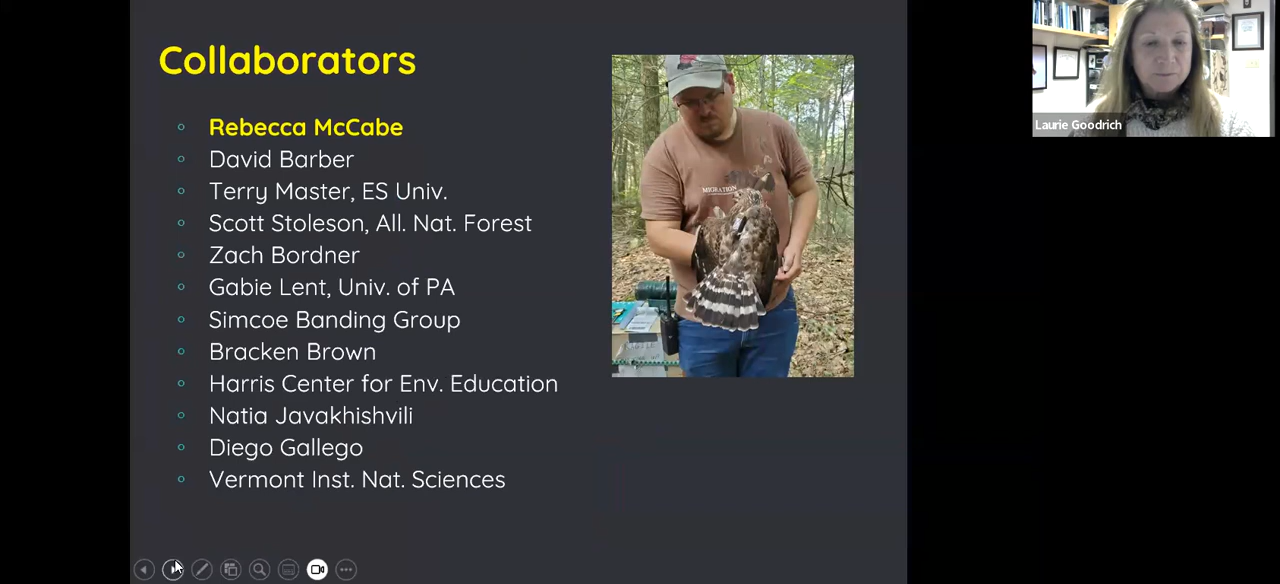 Collaborators
Rebecca McCabe
David Barber
Terry Master, ES Univ.
Scott Stoleson, All. Nat. Forest
Zach Bordner
Gabie Lent, Univ. of PA
Simcoe Banding Group
Bracken Brown
Harris Center for Env. Education
Natia Javakhishvili
Diego Gallego
Vermont Inst. Nat. Sciences
MIGRATION
Laurie Goodrich